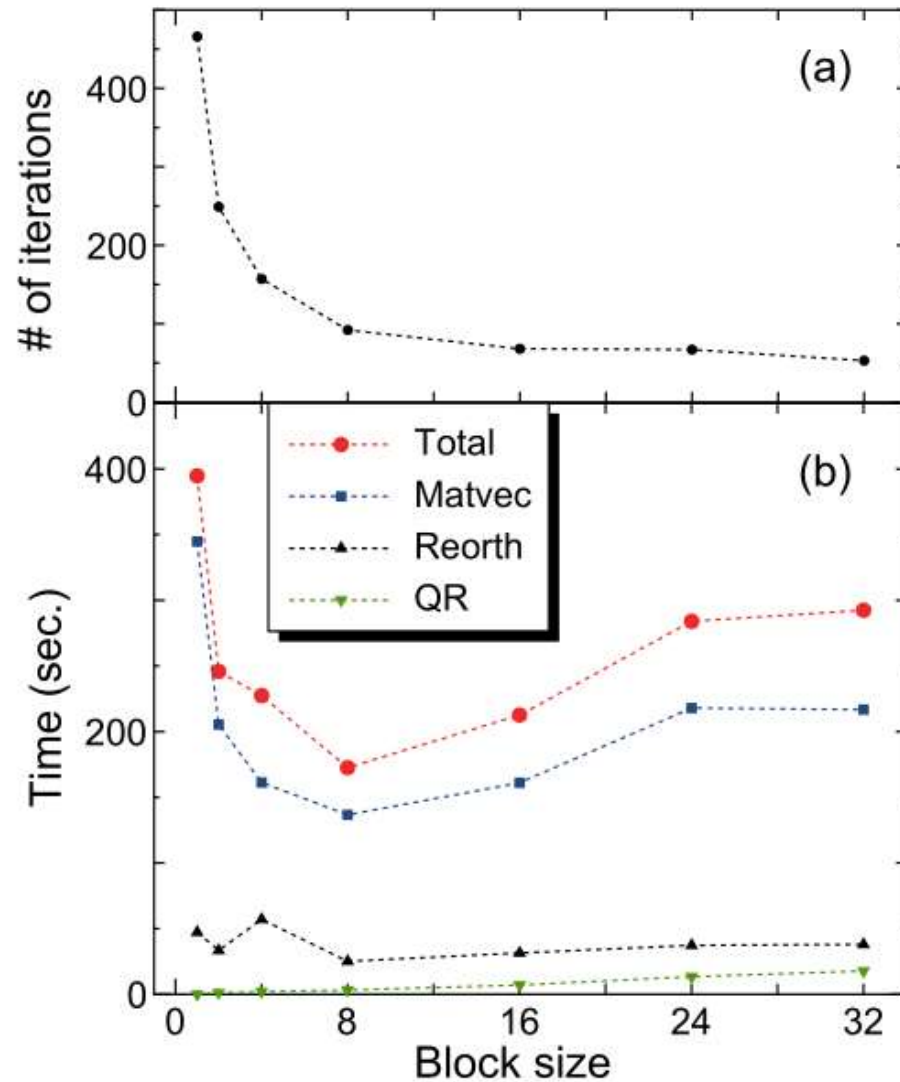 (a)
400
200
0
# of iterations
Total
Matvec
Reorth
QR
(b)
400
200
0
Time (sec.)
0 8 16 24 32
Block size